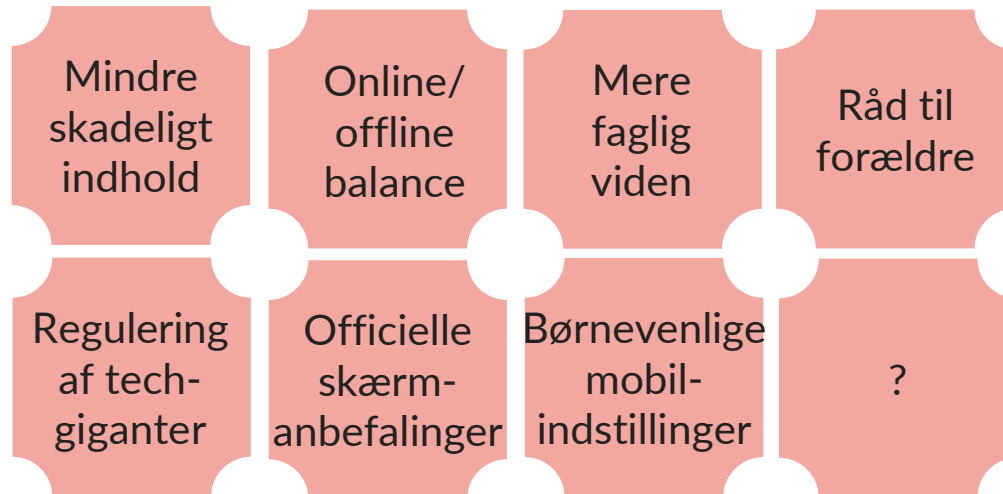 Mindre
skadeligt
indhold
Online/
offline
balance
Mere
faglig
viden
Råd til
forældre
Regulering
af tech-
giganter
Officielle
skærm-
anbefalinger
Børnevenlige
mobil-
indstillinger
?